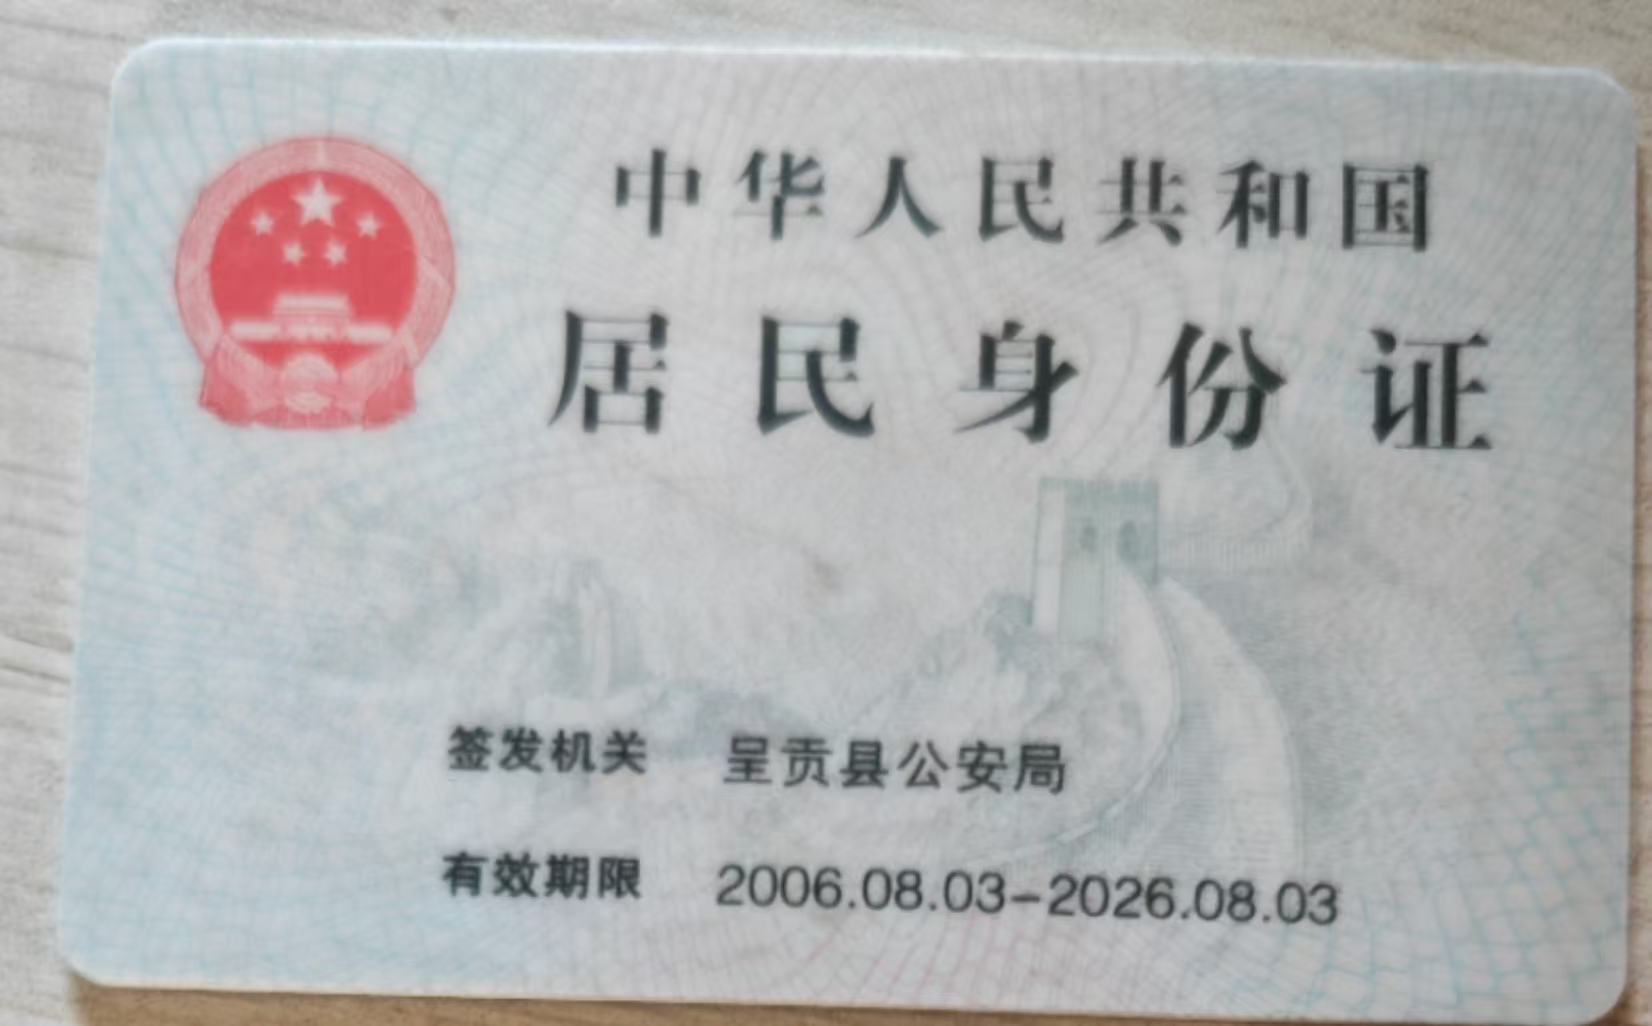 中华人民共和国
居民身份证
签发机关 呈贡县公安局
有效期限 2006.08.03-2026.08.03